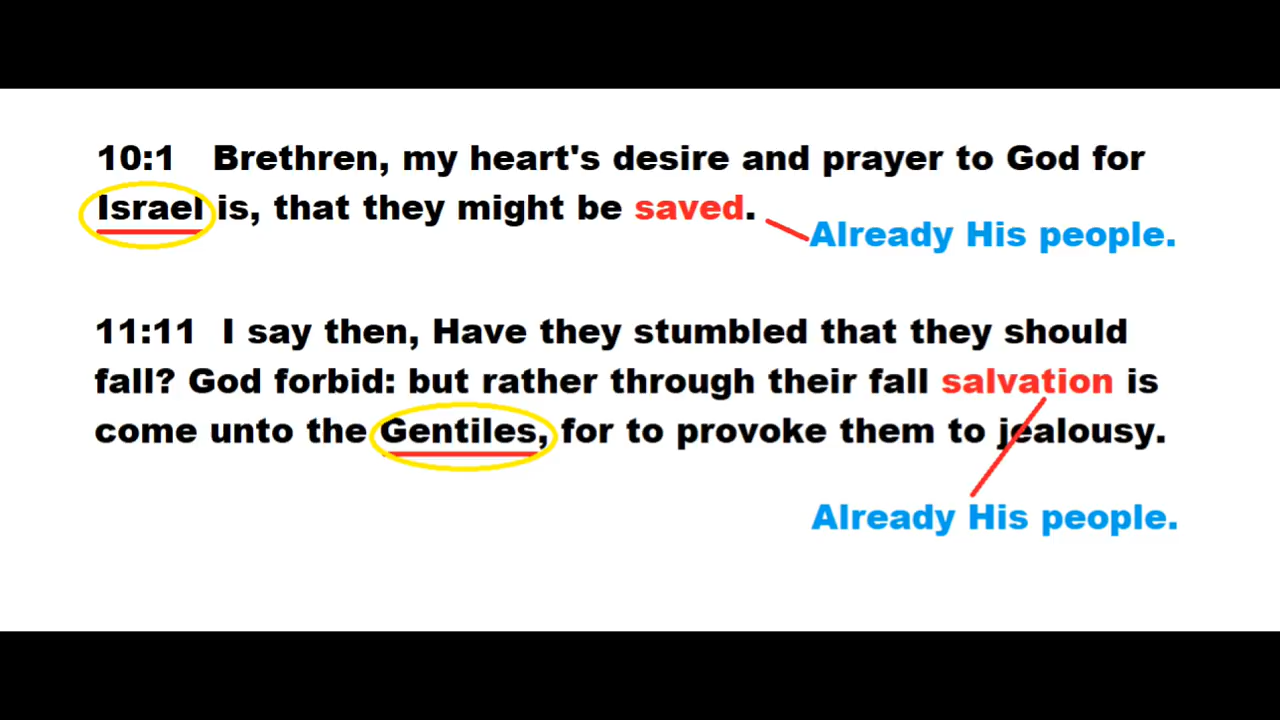 10:1 Brethren, my heart's desire and prayer to God for
Israel is, that they might be saved.
Already His people.
11:11 I say then, Have they stumbled that they should
fall? God forbid: but rather through their fall salvation is
come unto the Gentiles, for to provoke them to jealousy.
Already His people.